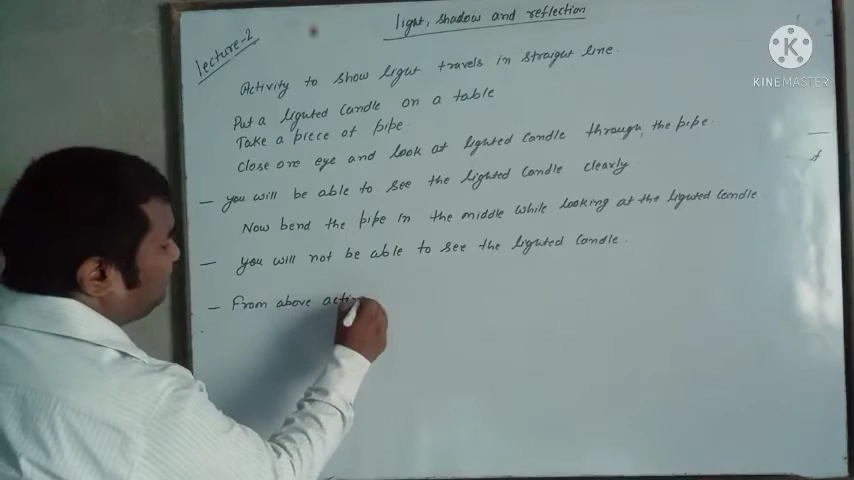 lecture-2
light, shadow and reflection
Activity to show light travels in straight line.
Put a lighted candle on a table
Take a piece of pipe.
Close one eye and look at lighted candle through, the pipe.
- you will be able to see the lighted candle clearly
Now bend the pipe in the middle while looking at the lighted candle
- you will not be able to see the lighted candle.
- From above acti
K
KINEMASTER